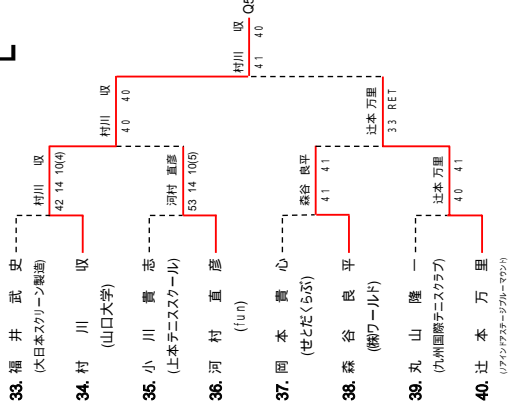 33. 福井 武史
(大日本スクリーン製造)
34. 村川 収
(山口大学)
35. 小川 貴志
(上本テニススクール)
36. 河村 直彦
(fun)
37. 岡本 貴心
(せとだくらぶ)
38. 森谷 良平
(㈱ワールド)
39. 丸山 隆一
(九州国際テニスクラブ)
40. 辻本 万里
村川 収
42 14 10(4)
河村 直彦
53 14 10(5)
森谷 良平
41 41
辻本 万里
40 41
村川 収
40 40
辻本 万里
33 RET
村川 収
41 40